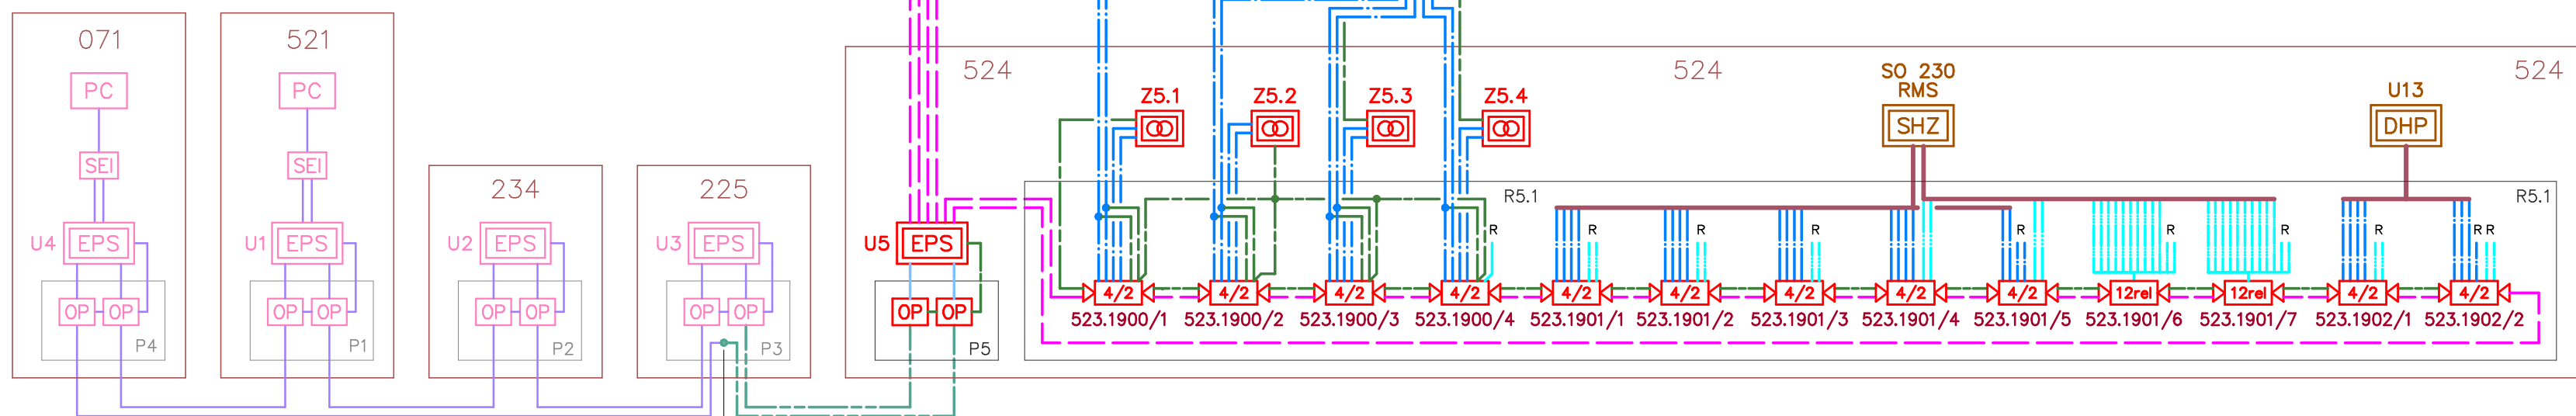 071
521
524
524
524
PC
PC
Z5.1
Z5.2
Z5.3
Z5.4
SO 230
RMS
SHZ
U13
DHP
SEI
SEI
234
225
R5.1
R5.1
U4 EPS
U1 EPS
U2 EPS
U3 EPS
U5 EPS
R
R
R
R
R
R
R
R
R R
OP OP
P4
OP OP
P1
OP OP
P2
OP OP
P3
OP OP
P5
4/2
4/2
4/2
4/2
4/2
4/2
4/2
4/2
4/2
12rel
12rel
4/2
4/2
523.1900/1
523.1900/2
523.1900/3
523.1900/4
523.1901/1
523.1901/2
523.1901/3
523.1901/4
523.1901/5
523.1901/6
523.1901/7
523.1902/1
523.1902/2